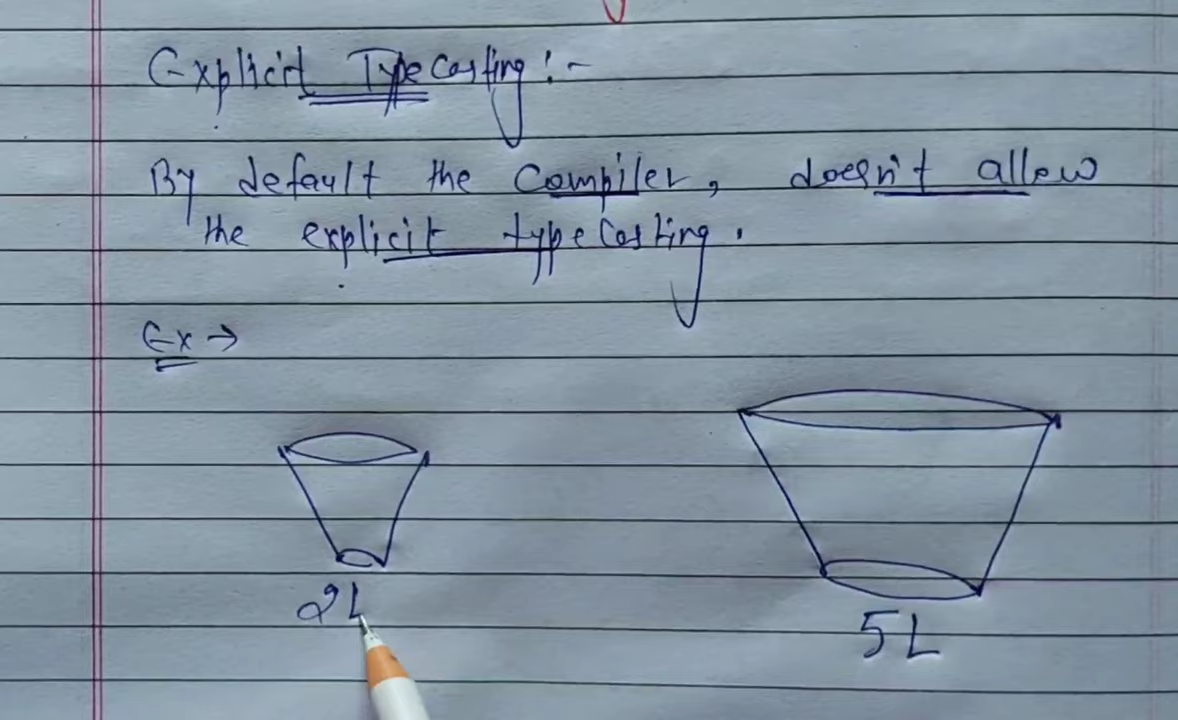 Explicit TypeCasting :-
By default the Compiler, doesn't allow
the explicit typeCasting.
Ex →
2L
5L